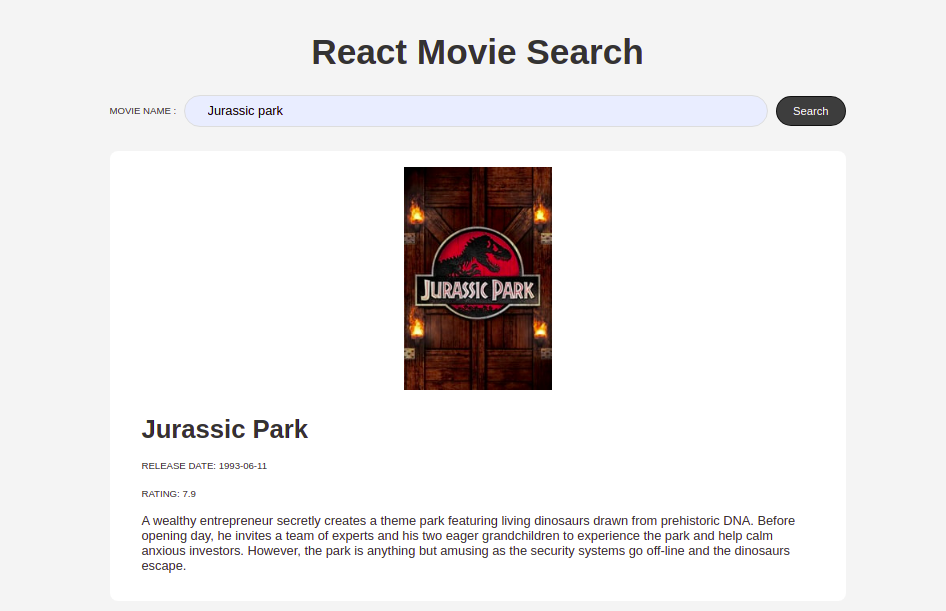 React Movie Search
MOVIE NAME :
Jurassic park
Search
JURASSIC PARK
Jurassic Park
RELEASE DATE: 1993-06-11
RATING: 7.9
A wealthy entrepreneur secretly creates a theme park featuring living dinosaurs drawn from prehistoric DNA. Before
opening day, he invites a team of experts and his two eager grandchildren to experience the park and help calm
anxious investors. However, the park is anything but amusing as the security systems go off-line and the dinosaurs
escape.